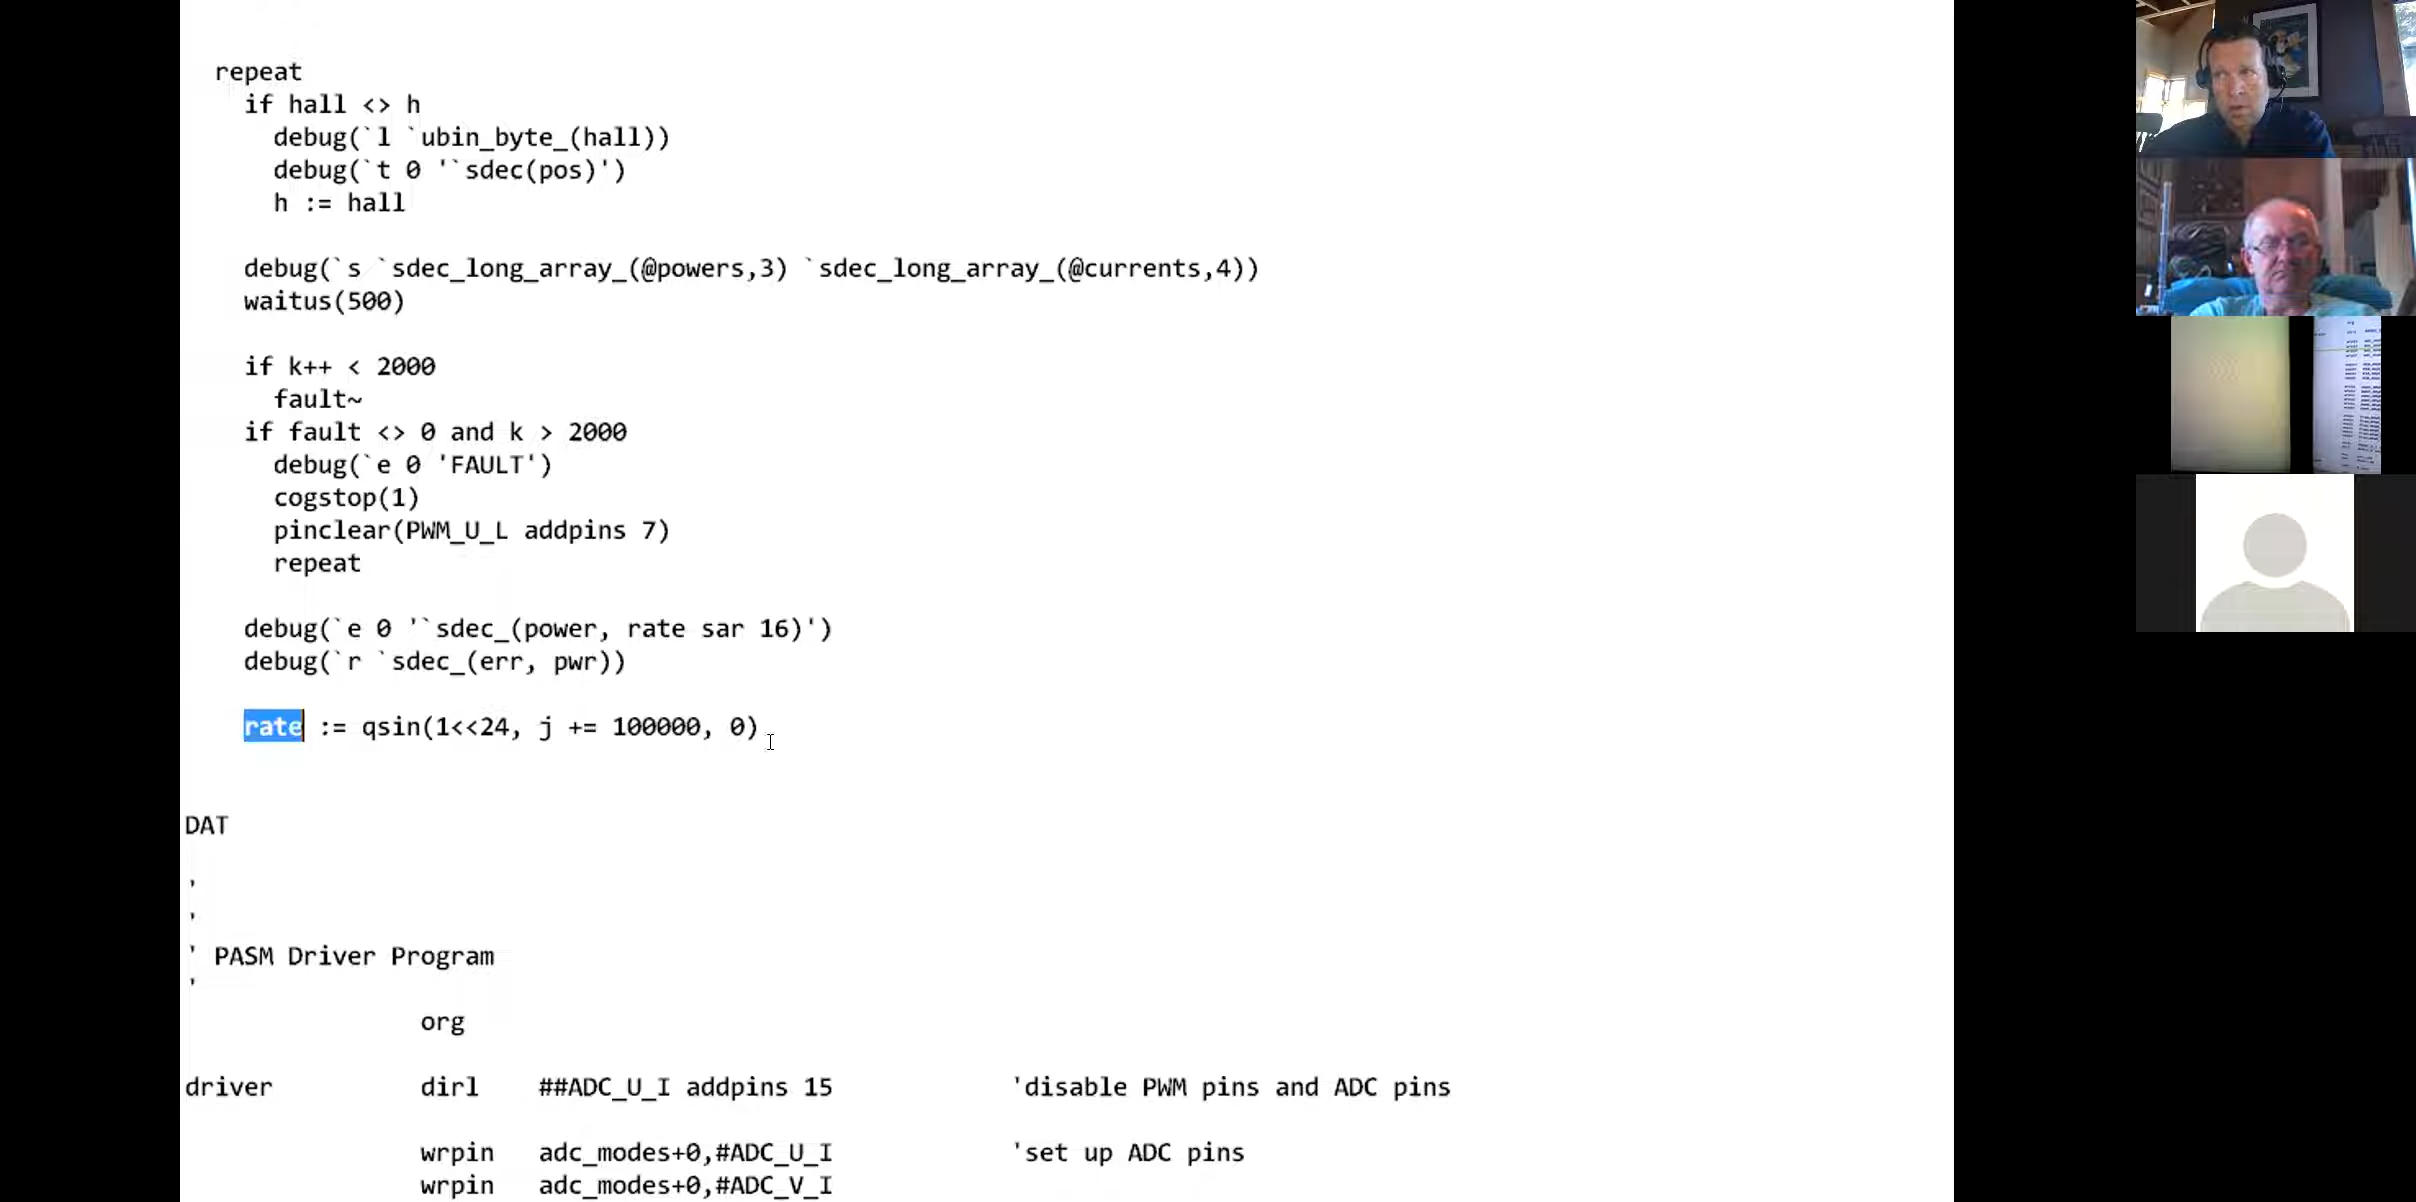 repeat
if hall <> h
debug(`l `ubin_byte_(hall))
debug(`t 0 '`sdec(pos)')
h := hall
debug(`s `sdec_long_array_(@powers,3) `sdec_long_array_(@currents,4))
waitus(500)
if k++ < 2000
fault~
if fault <> 0 and k > 2000
debug(`e 0 'FAULT')
cogstop(1)
pinclear(PWM_U_L addpins 7)
repeat
debug(`e 0 '`sdec_(power, rate sar 16)')
debug(`r `sdec_(err, pwr))
rate := qsin(1<<24, j += 100000, 0)
DAT
'
'
' PASM Driver Program
'
org
driver dirl ##ADC_U_I addpins 15 'disable PWM pins and ADC pins
wrpin adc_modes+0,#ADC_U_I 'set up ADC pins
wrpin adc_modes+0,#ADC_V_I